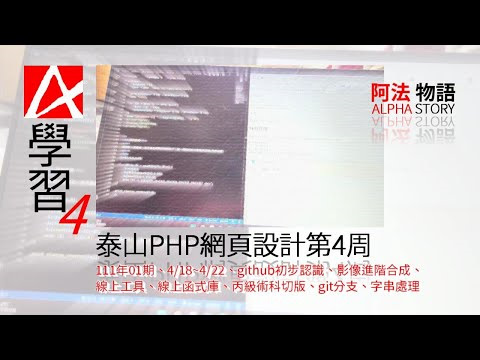 阿法 物語
ALPHA STORY
學習4
泰山PHP網頁設計第4周
111年01期、4/18~4/22、github初步認識、影像進階合成、
線上工具、線上函式庫、丙級術科切版、git分支、字串處理